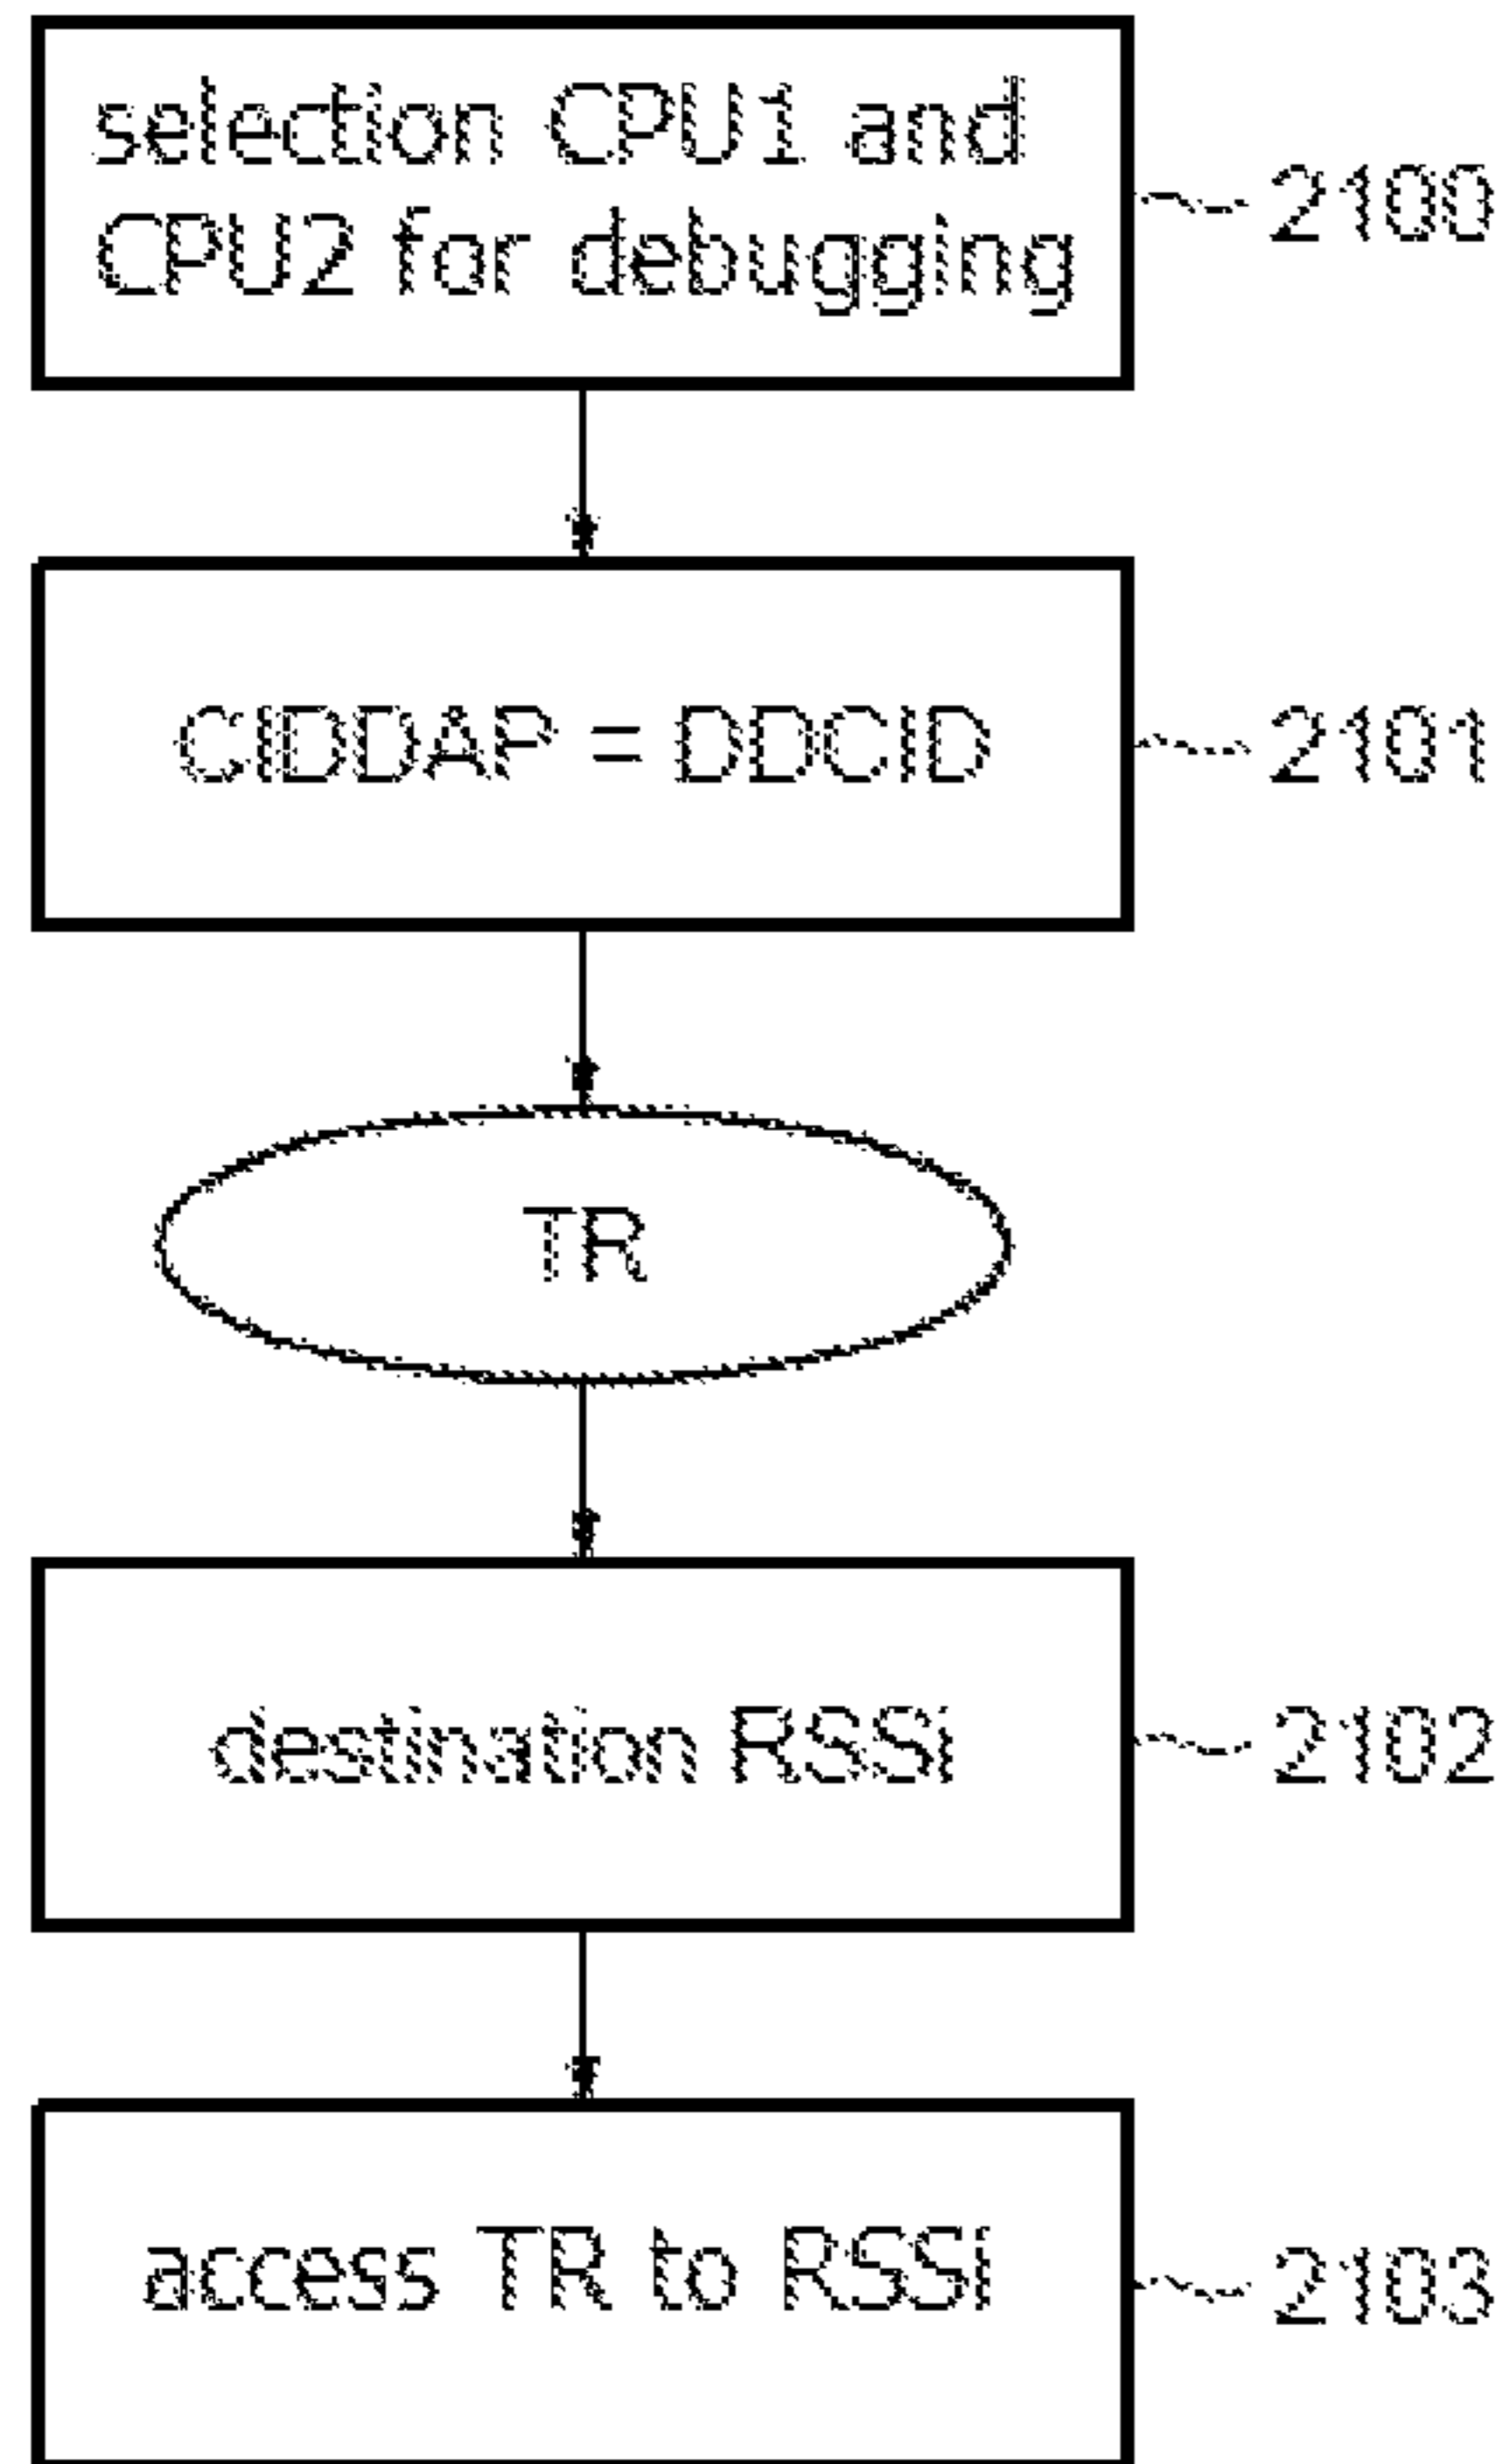 selection CPU1 and
CPU2 for debugging
2100
CIDDAP = DDCID
2101
TR
destination RSSi
2102
access TR to RSSi
2103